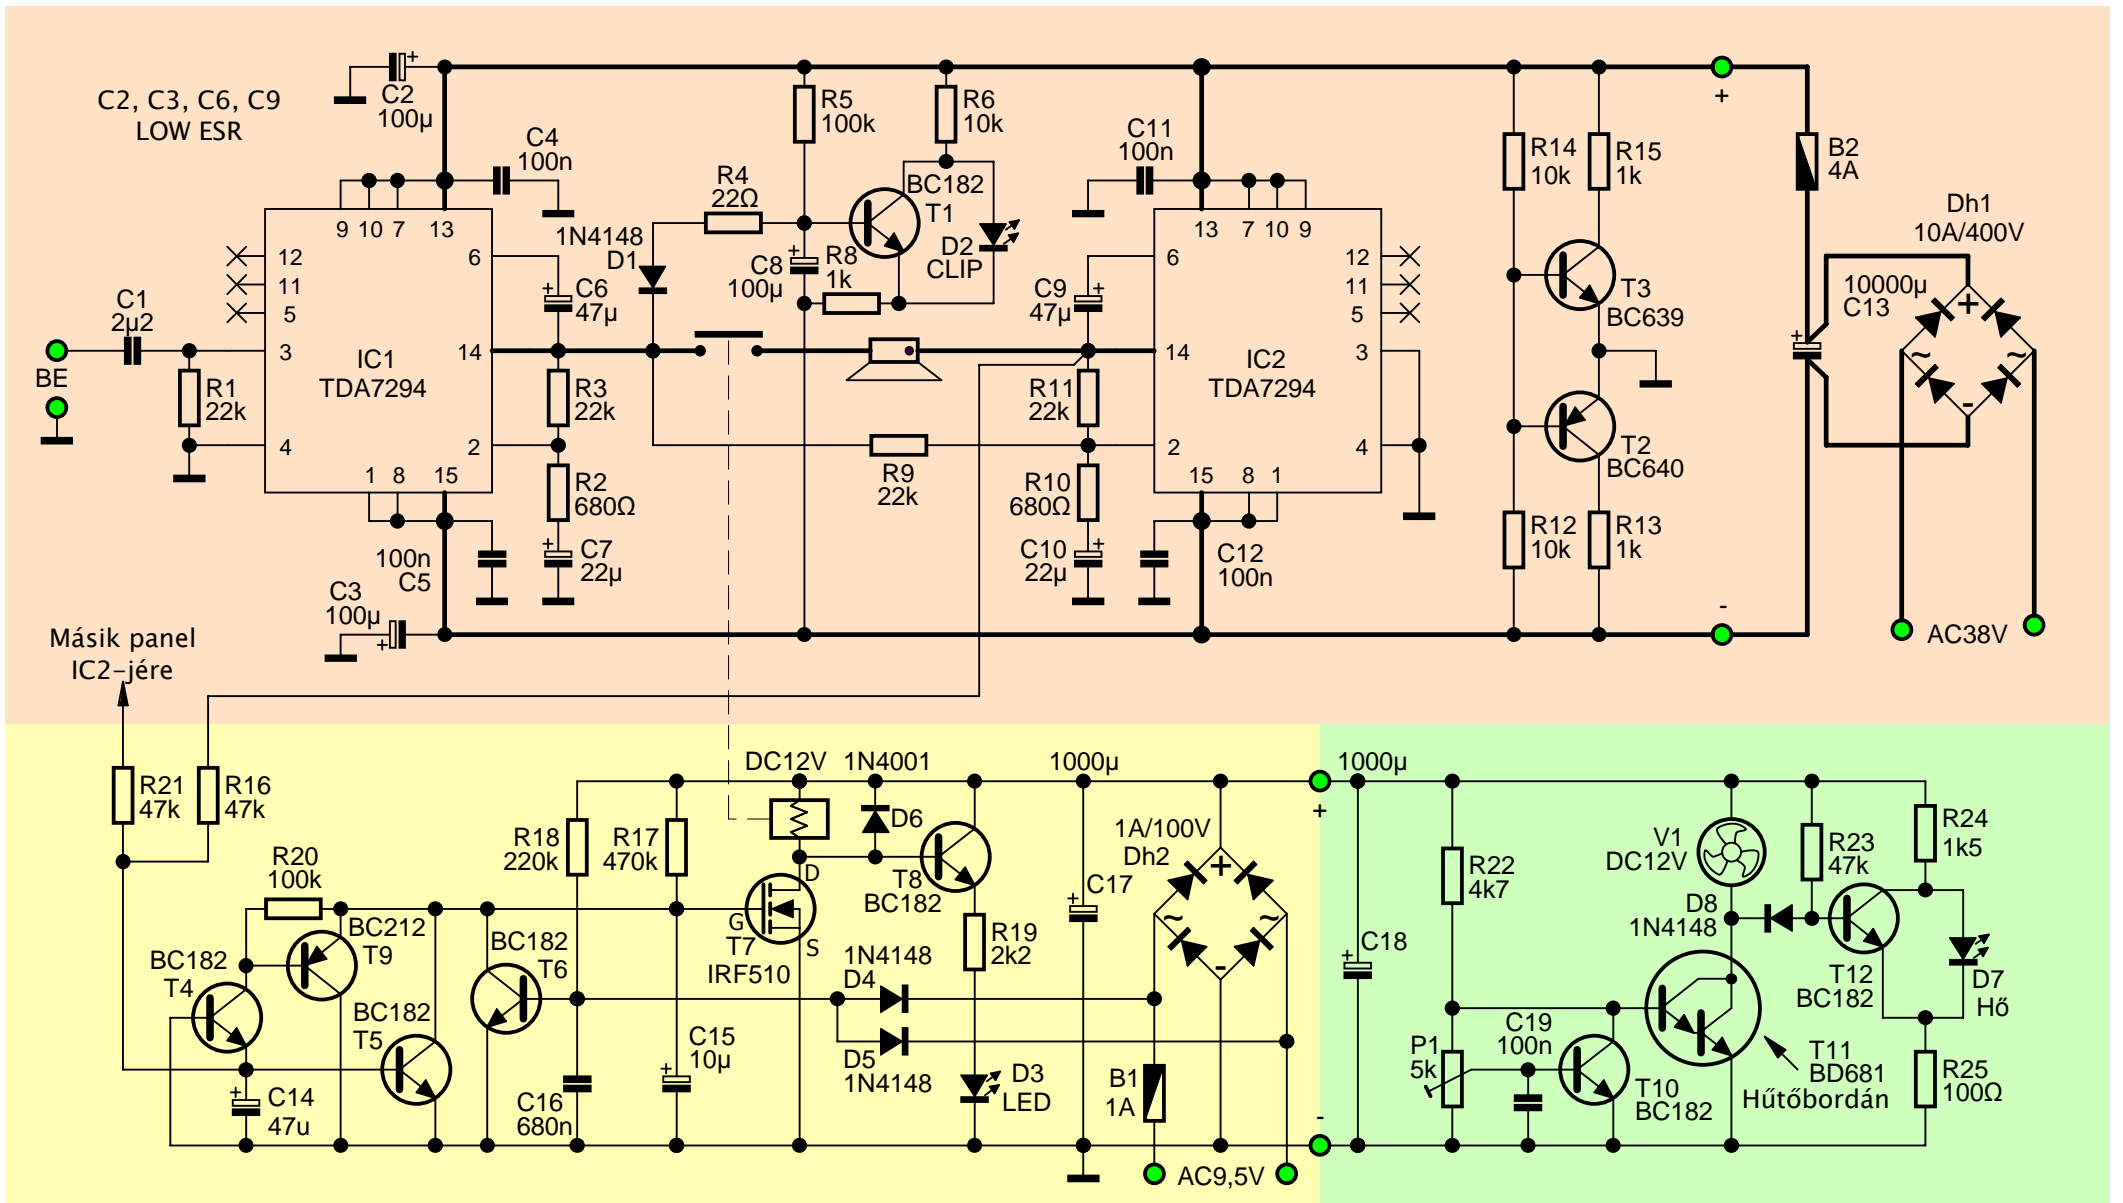 C2, C3, C6, C9
LOW ESR
+
C2
100µ
C4
100n
R5
100k
R6
10k
C11
100n
R4
22Ω
BC182
T1
D2
CLIP
1N4148
D1
C8
100µ
+
R8
1k
R14
10k
R15
1k
+
B2
4A
Dh1
10A/400V
9 10 7 13
12
11
5
3
4
6
14
2
1 8 15
IC1
TDA7294
C1
2µ2
BE
R1
22k
+
C6
47µ
R3
22k
R2
680Ω
+
C7
22µ
100n
C5
C3
100µ
+
R9
22k
+
C9
47µ
R11
22k
R10
680Ω
+
C10
22µ
13 7 10 9
6
14
2
12
11
5
3
4
15 8 1
IC2
TDA7294
C12
100n
T3
BC639
T2
BC640
R12
10k
R13
1k
-
10000µ
C13
+
+
~
~
-
AC38V
Másik panel
IC2-jére
R21
47k
R16
47k
R20
100k
BC212
T9
BC182
T4
BC182
T5
BC182
T6
+
C14
47u
R18
220k
R17
470k
C16
680n
+
C15
10µ
DC12V
1N4001
D6
D
G
S
T7
IRF510
T8
BC182
R19
2k2
1N4148
D4
D5
1N4148
D3
LED
1000µ
+
C17
1A/100V
Dh2
+
~
~
-
B1
1A
AC9,5V
+
-
1000µ
+
C18
R22
4k7
P1
5k
C19
100n
T10
BC182
V1
DC12V
D8
1N4148
R23
47k
R24
1k5
T12
BC182
D7
Hő
T11
BD681
Hűtőbordán
R25
100Ω